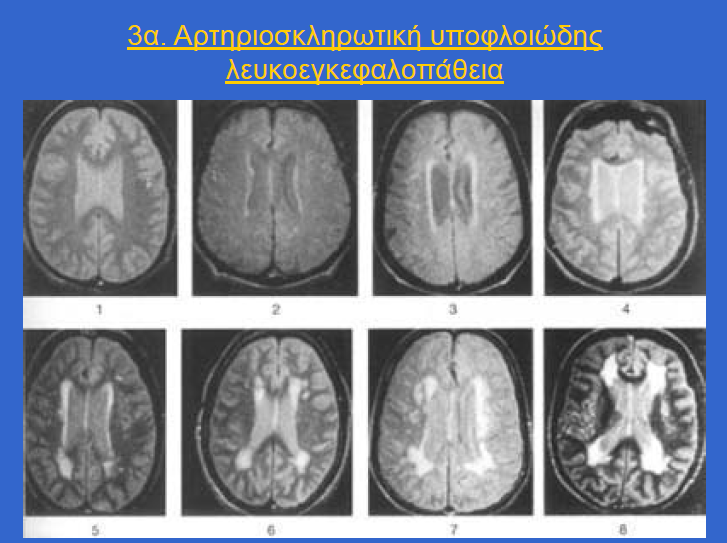 3α. Αρτηριοσκληρωτική υποφλοιώδης
λευκοεγκεφαλοπάθεια
1 2 3 4
5 6 7 8